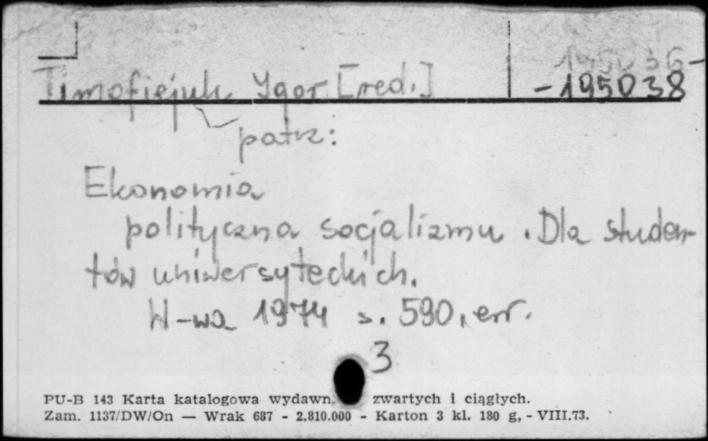 195036-
Timofiejuk Igor [red.] -195038
patrz:
Ekonomia
polityczna socjalizmu. Dla studen-
tów uniwersyteckich.
W-wa 1974 s. 590, err.
3
PU-B 143 Karta katalogowa wydawn. zwartych i ciągłych.
Zam. 1137/DW/On — Wrak 687 - 2.810.000 - Karton 3 kl. 180 g, - VIII.73.